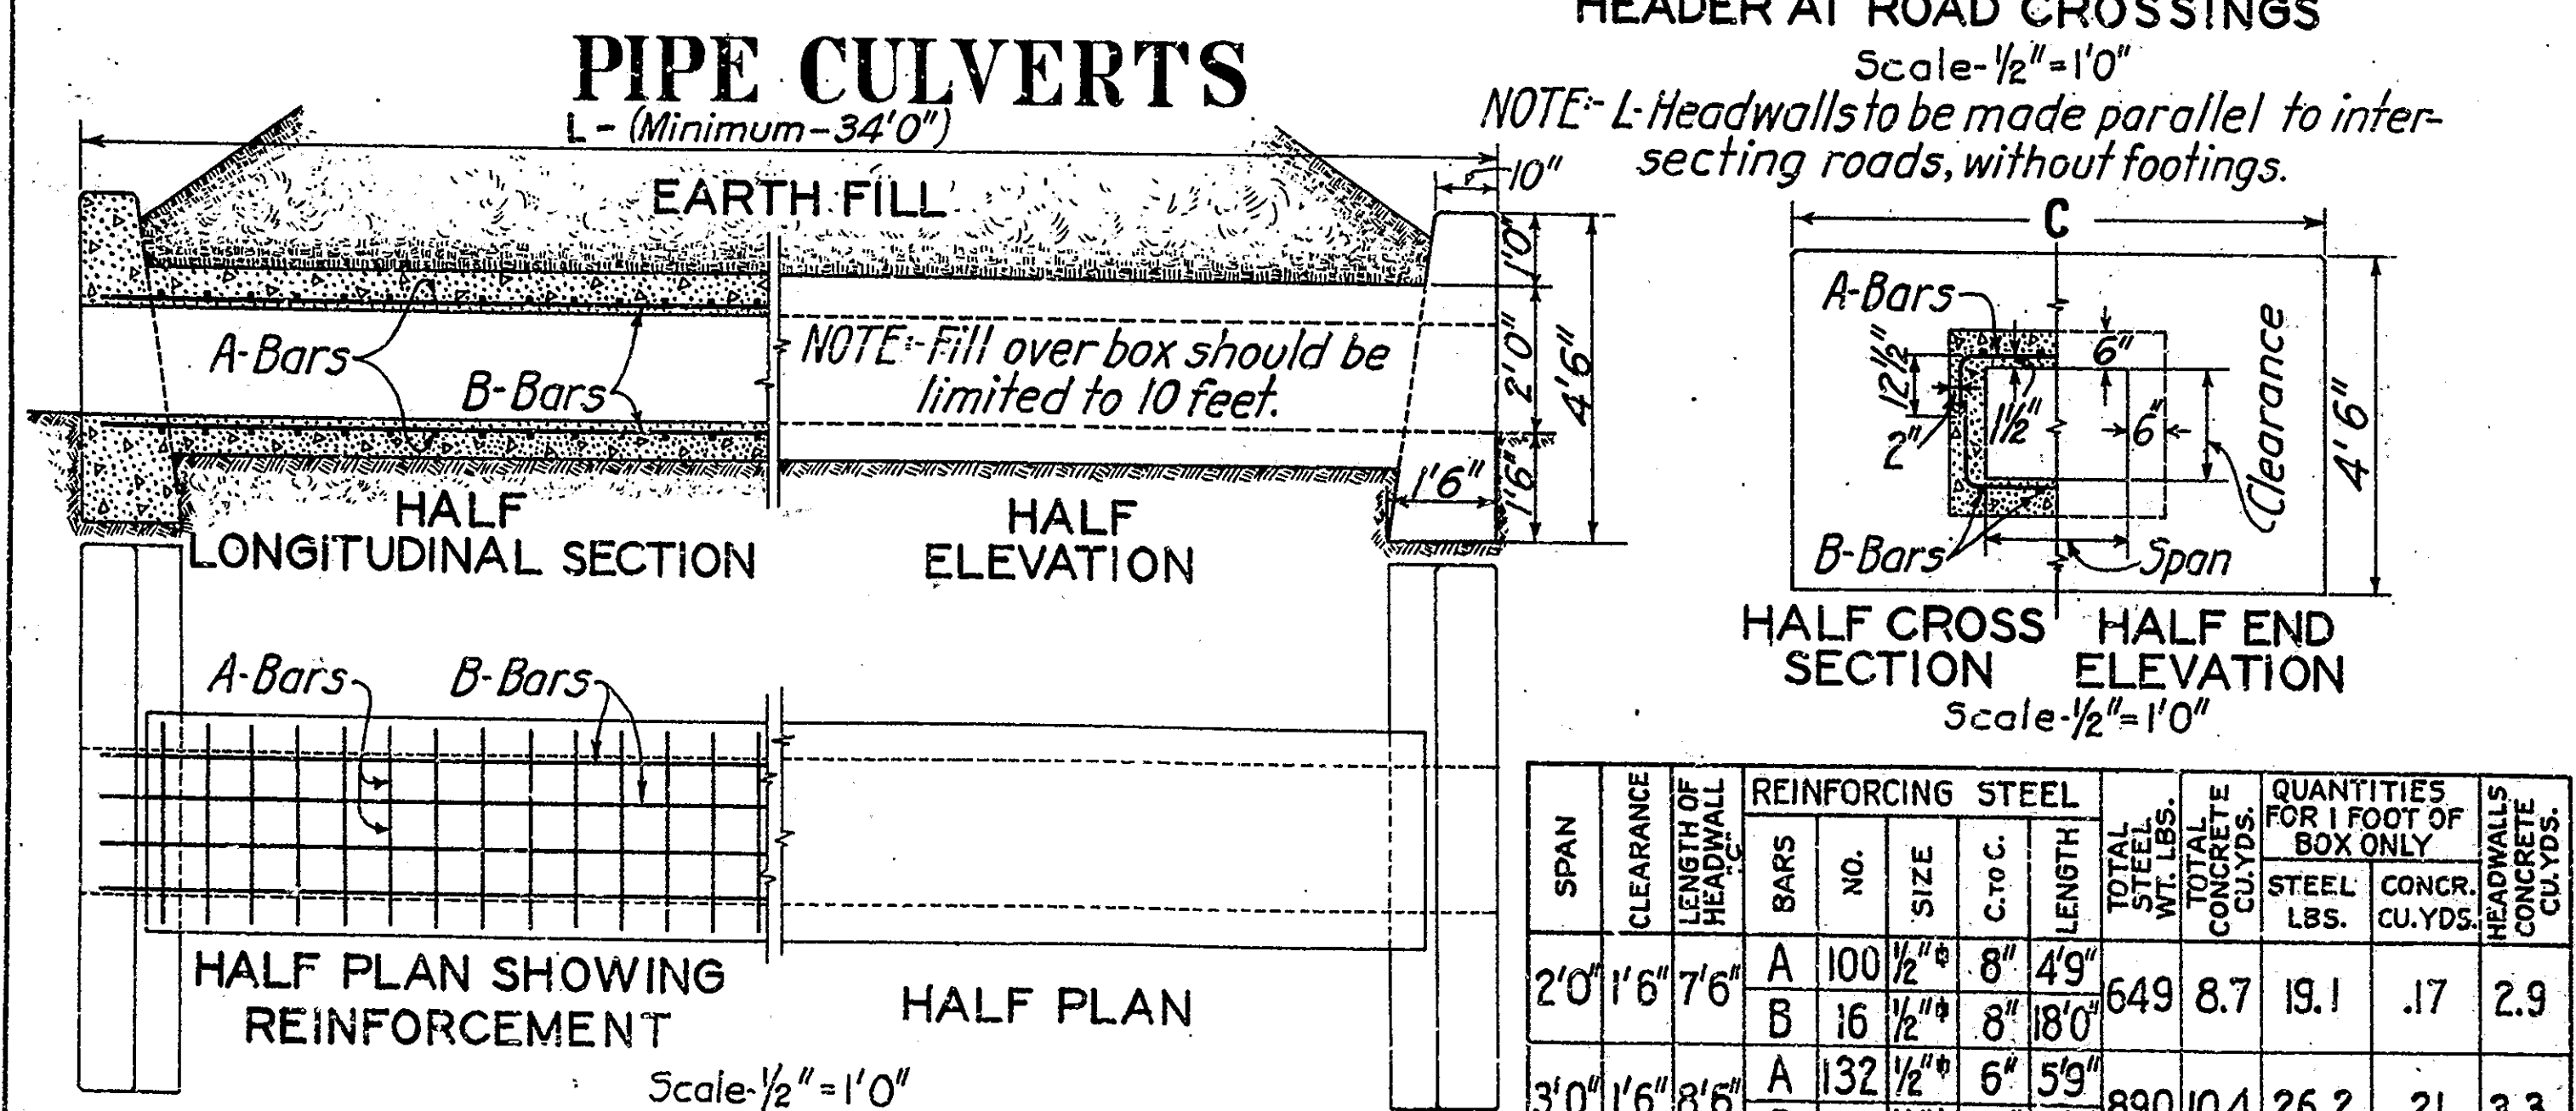 HEADER AT ROAD CROSSINGS
Scale-½"=1'0"
PIPE CULVERTS
L-(Minimum-34'0")
NOTE:- L-Headwalls to be made parallel to inter-
secting roads, without footings.
EARTH FILL
10"
1'0"
2'0"
4'6"
1'6"
1'6"
A-Bars
B-Bars
NOTE:-Fill over box should be
limited to 10 feet.
HALF
LONGITUDINAL SECTION
HALF
ELEVATION
C
A-Bars
12½"
2"
1½"
6"
6"
Clearance
4'6"
B-Bars
Span
HALF CROSS
SECTION
HALF END
ELEVATION
Scale-½"=1'0"
A-Bars
B-Bars
HALF PLAN SHOWING
REINFORCEMENT
HALF PLAN
Scale-½"=1'0"
SPAN CLEARANCE LENGTH OF HEADWALL "C" REINFORCING STEEL TOTAL STEEL WT. LBS. TOTAL CONCRETE CU.YDS. QUANTITIES FOR 1 FOOT OF BOX ONLY HEADWALLS CONCRETE CU.YDS.
BARS NO. SIZE C.TO C. LENGTH STEEL LBS. CONCR. CU.YDS.
2'0" 1'6" 7'6" A 100 ½"ф 8" 4'9" 649 8.7 19.1 .17 2.9
B 16 ½"ф 8" 18'0"
3'0" 1'6" 8'6" A 132 ½"ф 6" 5'9" 890 10.4 26.2 .21 3.3